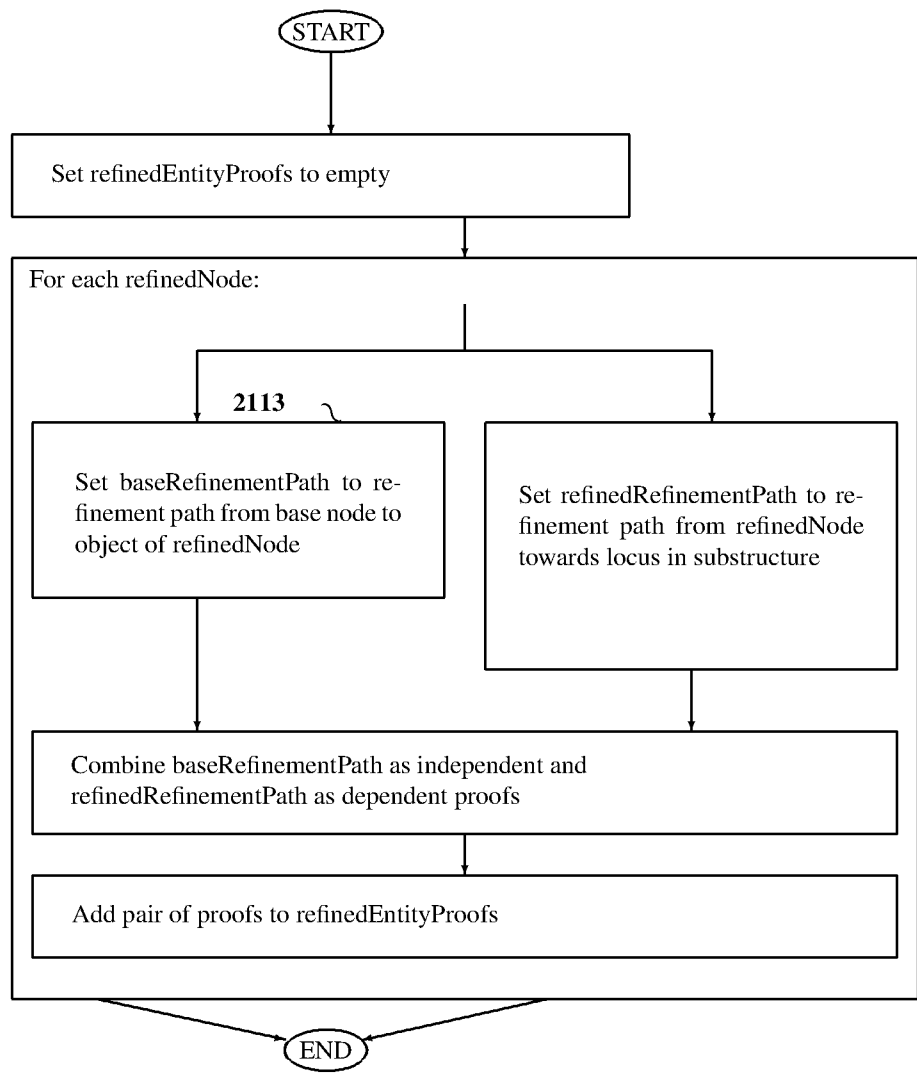 START
Set refinedEntityProofs to empty
For each refinedNode:
2113
Set baseRefinementPath to re-
finement path from base node to
object of refinedNode
Set refinedRefinementPath to re-
finement path from refinedNode
towards locus in substructure
Combine baseRefinementPath as independent and
refinedRefinementPath as dependent proofs
Add pair of proofs to refinedEntityProofs
END